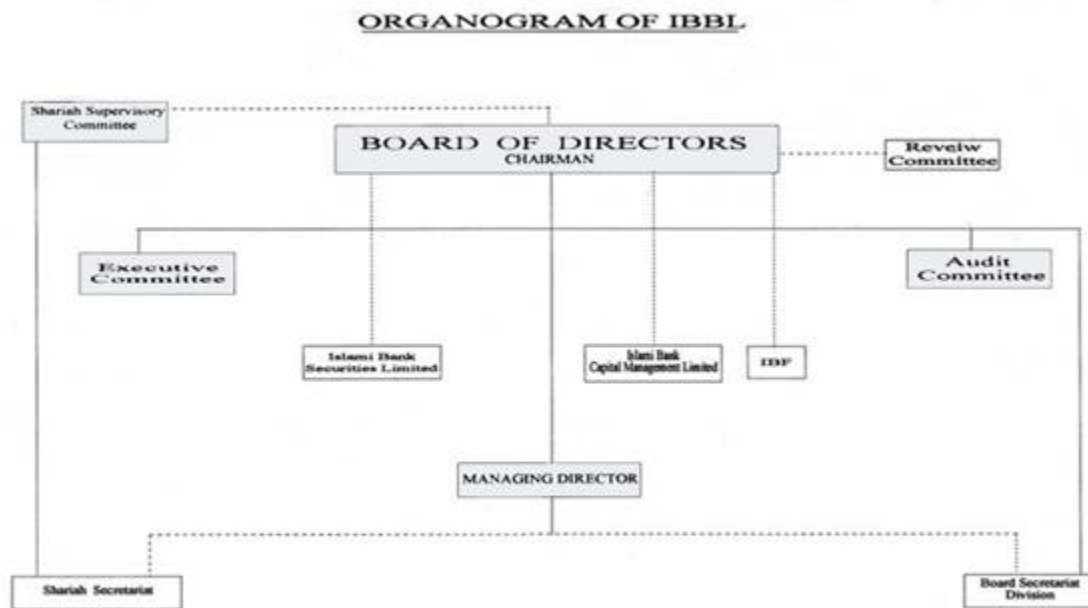 ORGANOGRAM OF IBBL
Shariah Supervisory
Committee
BOARD OF DIRECTORS
CHAIRMAN
Reveiw
Committee
Executive
Committee
Audit
Committee
Islami Bank
Securities Limited
Islami Bank
Capital Management Limited
IBF
MANAGING DIRECTOR
Shariah Secretariat
Board Secretariat
Division